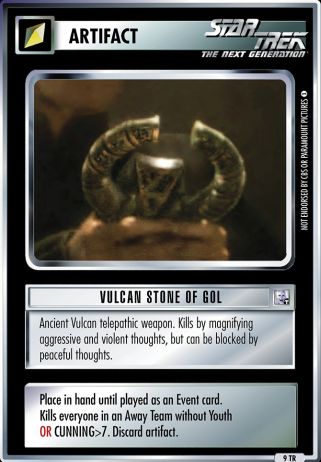 ARTIFACT
STAR TREK
THE NEXT GENERATION
NOT ENDORSED BY CBS OR PARAMOUNT PICTURES
VULCAN STONE OF GOL
Ancient Vulcan telepathic weapon. Kills by magnifying
aggressive and violent thoughts, but can be blocked by
peaceful thoughts.
Place in hand until played as an Event card.
Kills everyone in an Away Team without Youth
OR CUNNING>7. Discard artifact.
9 TR